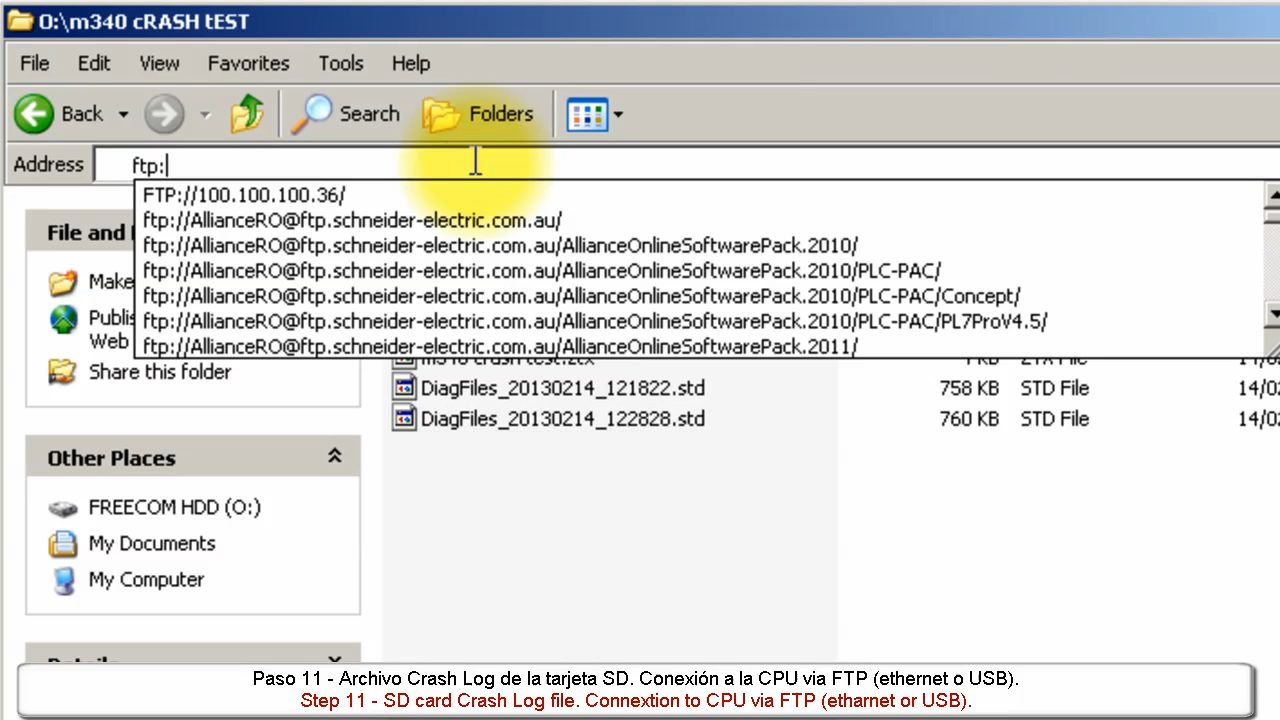 O:\m340 cRASH tEST
File Edit View Favorites Tools Help
Back Search Folders
Address ftp:
FTP://100.100.100.36/
ftp://AllianceRO@ftp.schneider-electric.com.au/
ftp://AllianceRO@ftp.schneider-electric.com.au/AllianceOnlineSoftwarePack.2010/
ftp://AllianceRO@ftp.schneider-electric.com.au/AllianceOnlineSoftwarePack.2010/PLC-PAC/
ftp://AllianceRO@ftp.schneider-electric.com.au/AllianceOnlineSoftwarePack.2010/PLC-PAC/Concept/
ftp://AllianceRO@ftp.schneider-electric.com.au/AllianceOnlineSoftwarePack.2010/PLC-PAC/PL7ProV4.5/
ftp://AllianceRO@ftp.schneider-electric.com.au/AllianceOnlineSoftwarePack.2011/
File and
Make
Publis
Web
Share this folder
DiagFiles_20130214_121822.std 758 KB STD File 14/0
DiagFiles_20130214_122828.std 760 KB STD File 14/0
Other Places
FREECOM HDD (O:)
My Documents
My Computer
Paso 11 - Archivo Crash Log de la tarjeta SD. Conexión a la CPU via FTP (ethernet o USB).
Step 11 - SD card Crash Log file. Connextion to CPU via FTP (etharnet or USB).